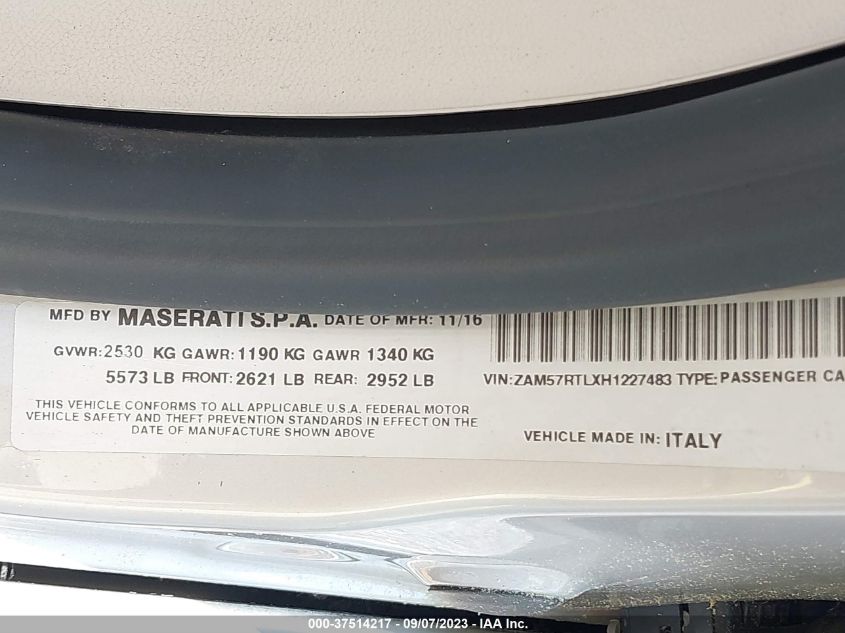 MFD BY MASERATI S.P.A. DATE OF MFR: 11/16
GVWR:2530 KG GAWR:1190 KG GAWR 1340 KG
5573 LB FRONT:2621 LB REAR: 2952 LB
THIS VEHICLE CONFORMS TO ALL APPLICABLE U.S.A. FEDERAL MOTOR
VEHICLE SAFETY AND THEFT PREVENTION STANDARDS IN EFFECT ON THE
DATE OF MANUFACTURE SHOWN ABOVE
VIN:ZAM57RTLXH1227483 TYPE:PASSENGER CA
VEHICLE MADE IN: ITALY
000-37514217 - 09/07/2023 - IAA Inc.